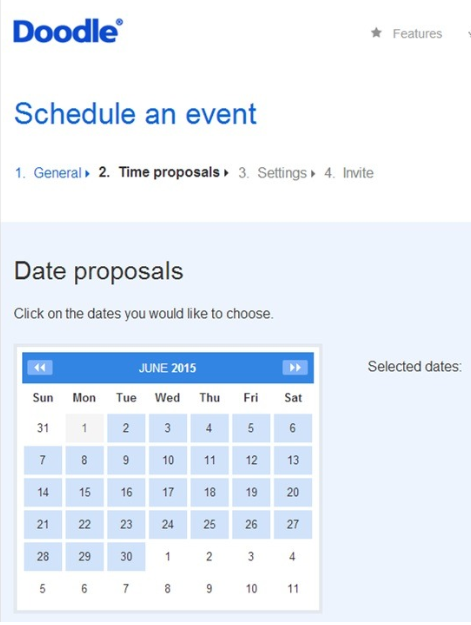 Doodle®
★ Features
Schedule an event
1. General 2. Time proposals 3. Settings 4. Invite
Date proposals
Click on the dates you would like to choose.
JUNE 2015
Selected dates:
Sun Mon Tue Wed Thu Fri Sat
31 1 2 3 4 5 6
7 8 9 10 11 12 13
14 15 16 17 18 19 20
21 22 23 24 25 26 27
28 29 30 1 2 3 4
5 6 7 8 9 10 11